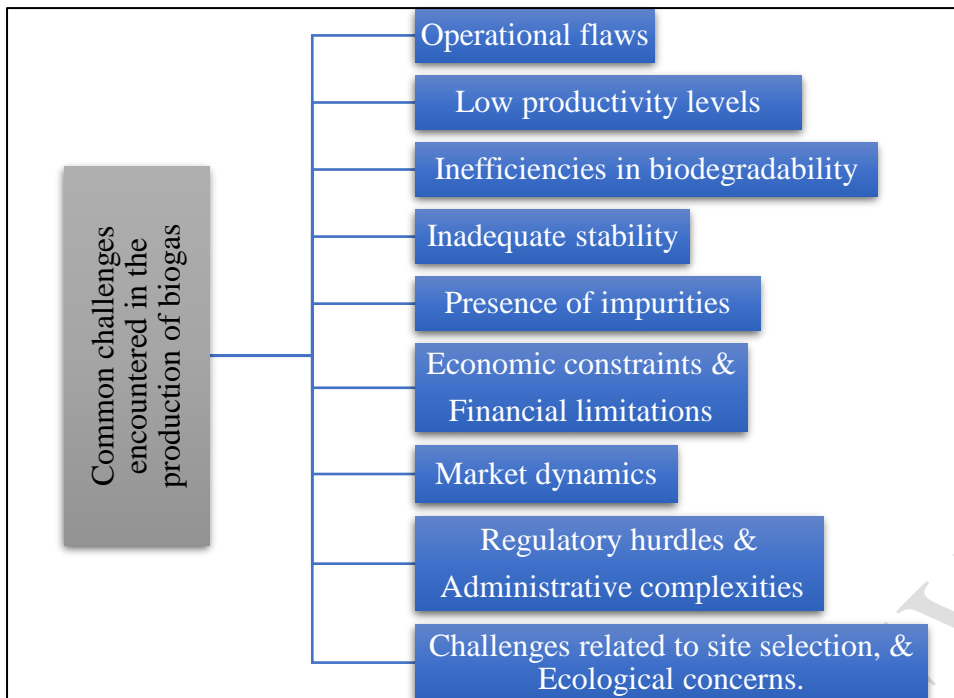 Common challenges
encountered in the
production of biogas
Operational flaws
Low productivity levels
Inefficiencies in biodegradability
Inadequate stability
Presence of impurities
Economic constraints &
Financial limitations
Market dynamics
Regulatory hurdles &
Administrative complexities
Challenges related to site selection, &
Ecological concerns.